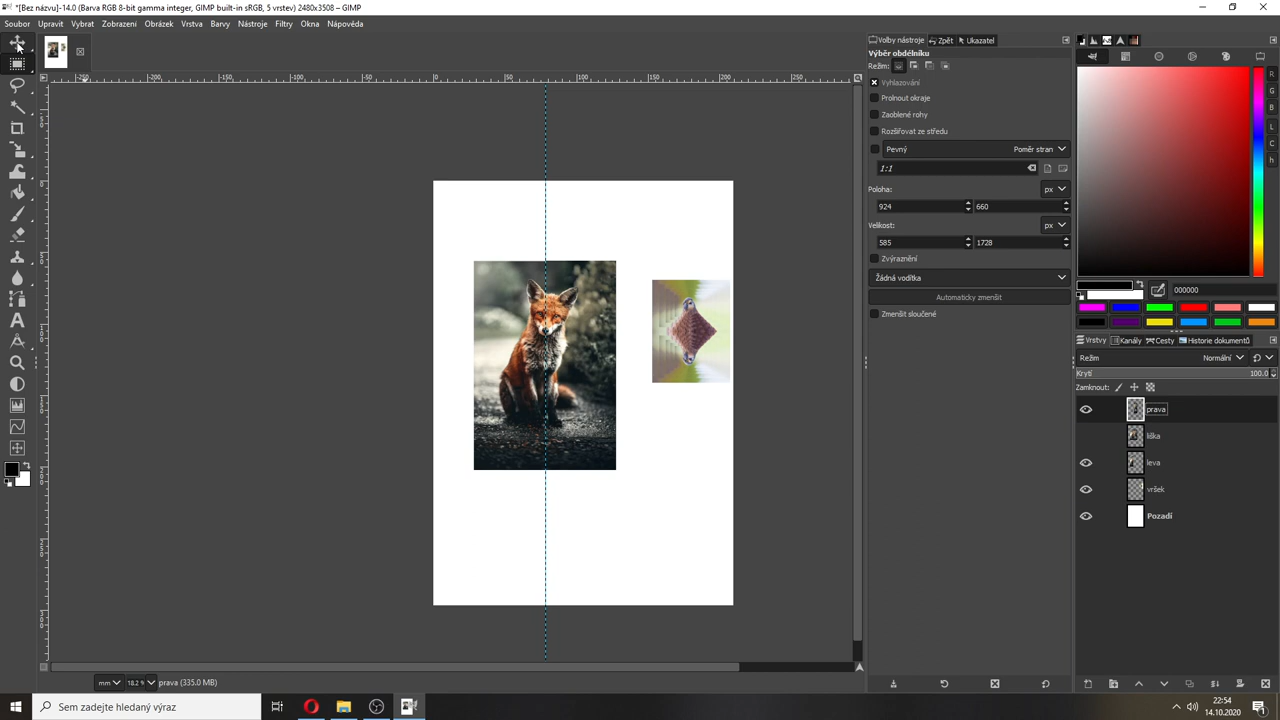 *[Bez názvu]-14.0 (Barva RGB 8-bit gamma integer, GIMP built-in sRGB, 5 vrstev) 2480x3508 – GIMP
Soubor Upravit Vybrat Zobrazení Obrázek Vrstva Barvy Nástroje Filtry Okna Nápověda
Volby nástroje Zpět Ukazatel
Výběr obdélníku
Režim:
Vyhlazování
Prolnout okraje
Zaoblené rohy
Rozšiřovat ze středu
Pevný Poměr stran
1:1
Poloha: px
924 660
Velikost: px
585 1728
Zvýraznění
Žádná vodítka
Automaticky zmenšit
Zmenšit sloučené
R
G
B
L
C
h
000000
Vrstvy Kanály Cesty Historie dokumentů
Režim Normální
Krytí 100.0
Zamknout:
prava
liška
leva
vršek
Pozadí
mm 18.2 % prava (335.0 MB)
Sem zadejte hledaný výraz
22:54
14.10.2020